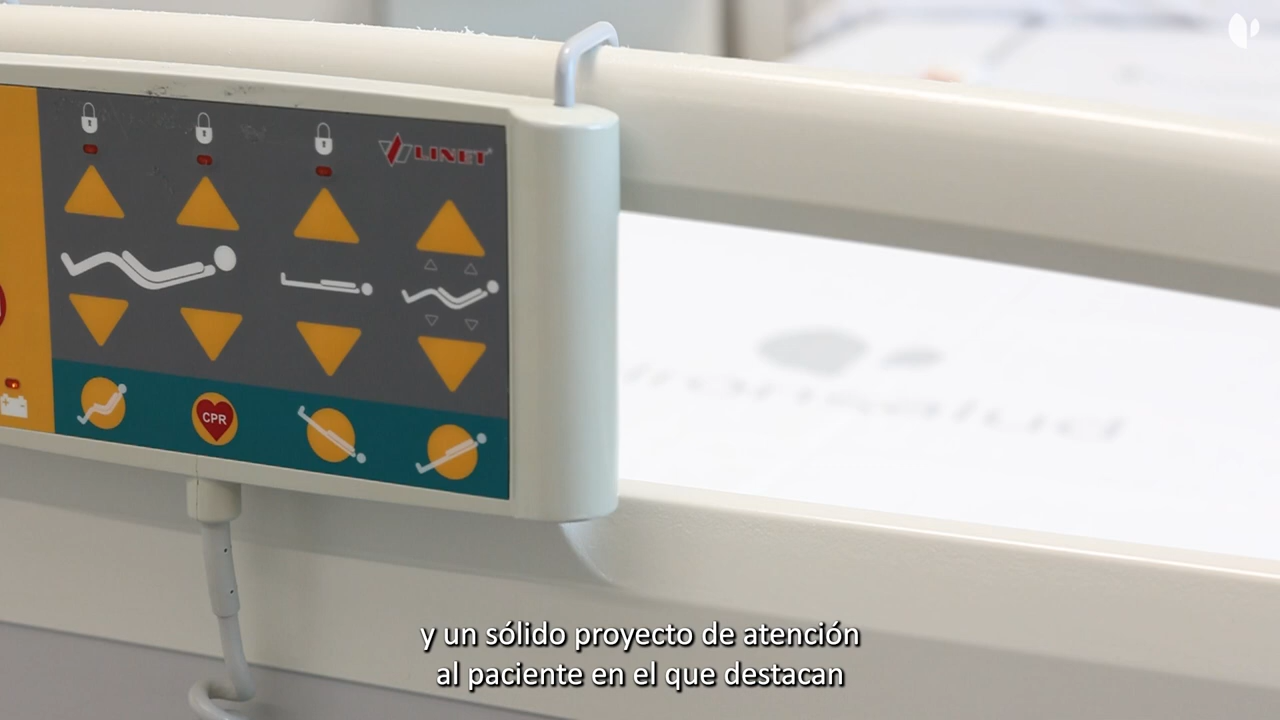 LINET
CPR
y un sólido proyecto de atención
al paciente en el que destacan